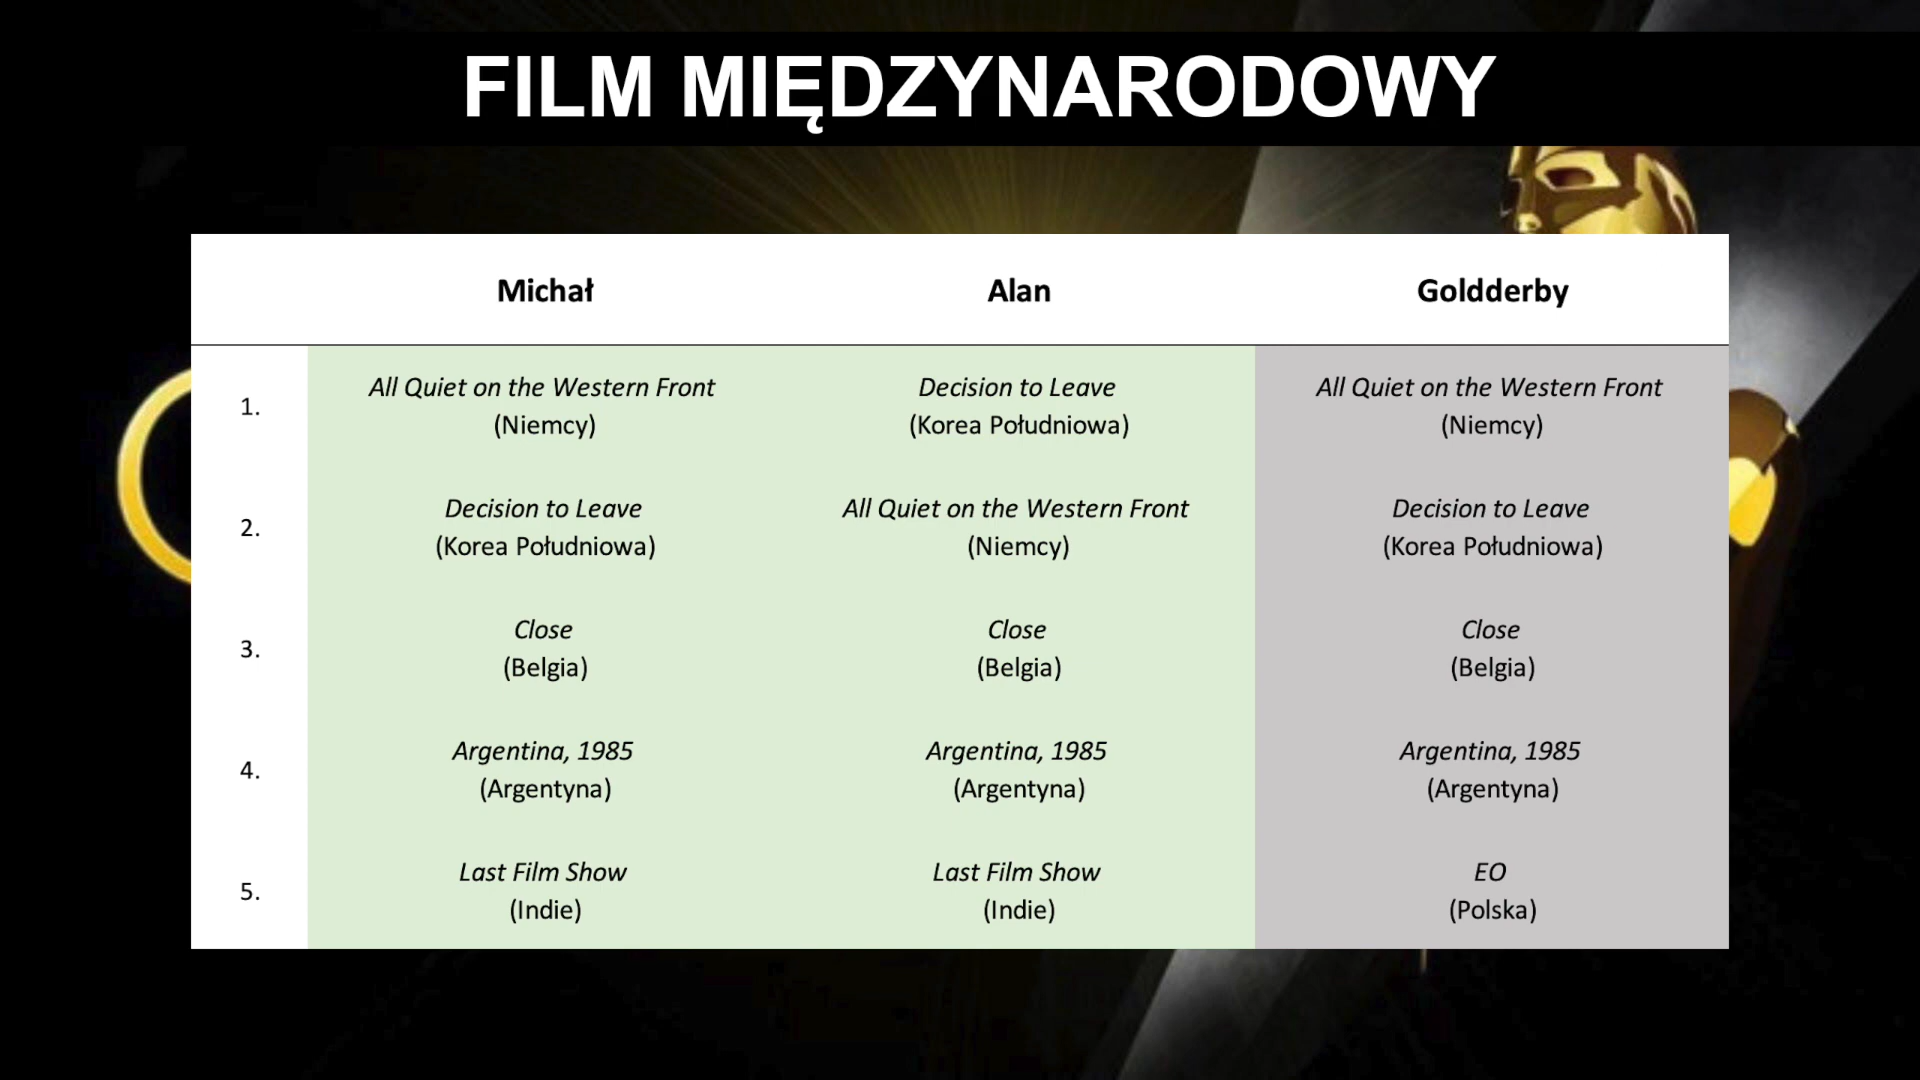 FILM MIĘDZYNARODOWY
Michał Alan Goldderby
1. All Quiet on the Western Front Decision to Leave All Quiet on the Western Front
(Niemcy) (Korea Południowa) (Niemcy)
2. Decision to Leave All Quiet on the Western Front Decision to Leave
(Korea Południowa) (Niemcy) (Korea Południowa)
3. Close Close Close
(Belgia) (Belgia) (Belgia)
4. Argentina, 1985 Argentina, 1985 Argentina, 1985
(Argentyna) (Argentyna) (Argentyna)
5. Last Film Show Last Film Show EO
(Indie) (Indie) (Polska)